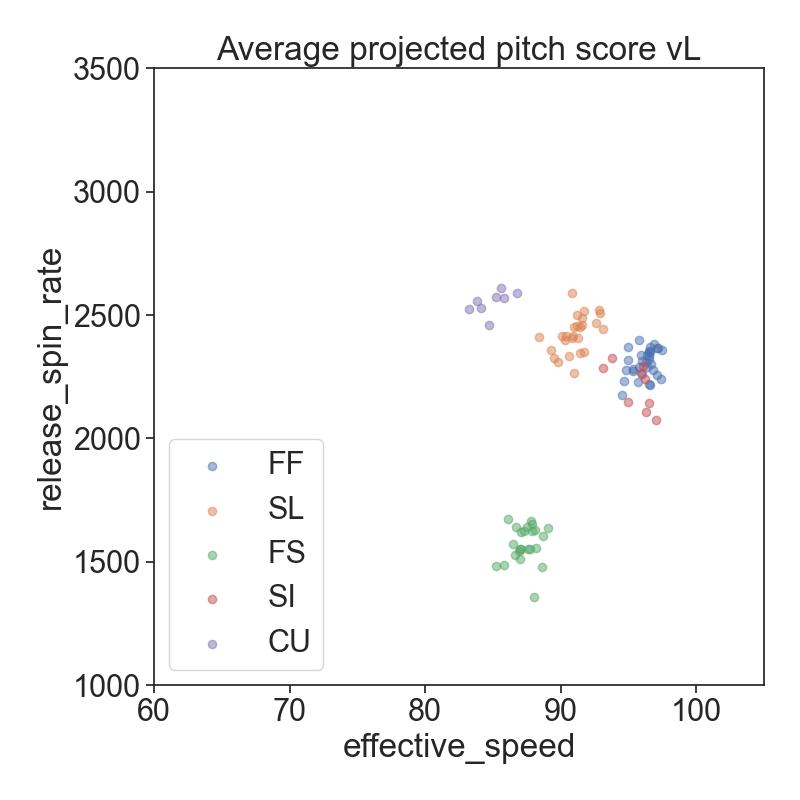 Average projected pitch score vL
3500
3000
2500
2000
1500
1000
release_spin_rate
FF
SL
FS
SI
CU
60
70
80
90
100
effective_speed